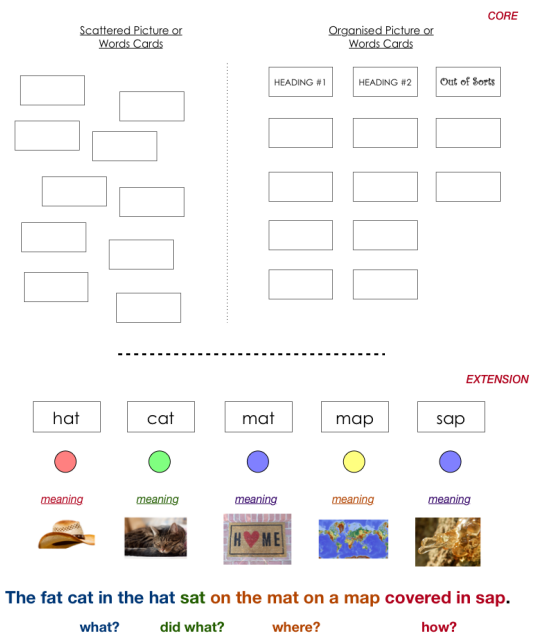 CORE
Scattered Picture or
Words Cards
Organised Picture or
Words Cards
HEADING #1
HEADING #2
Out of Sorts
EXTENSION
hat
cat
mat
map
sap
meaning
meaning
meaning
meaning
meaning
H ME
The fat cat in the hat sat on the mat on a map covered in sap.
what?
did what?
where?
how?